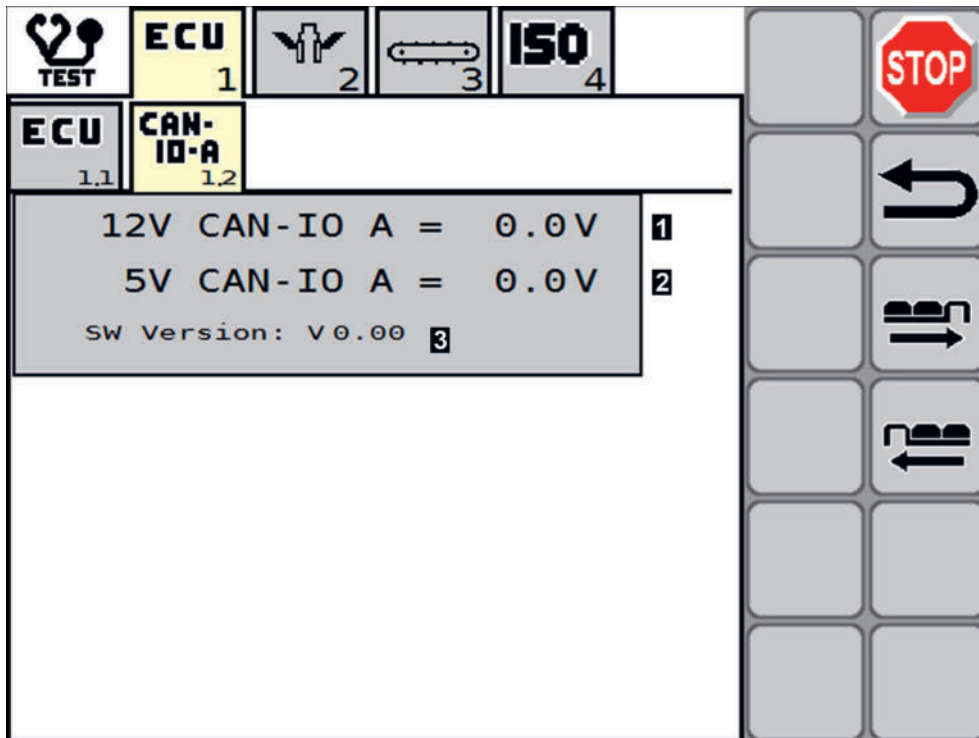 TEST
ECU
1
2
3
ISO
4
STOP
ECU
1,1
CAN-
IO-A
1,2
12V CAN-IO A = 0.0V 1
5V CAN-IO A = 0.0V 2
SW Version: V0.00 3